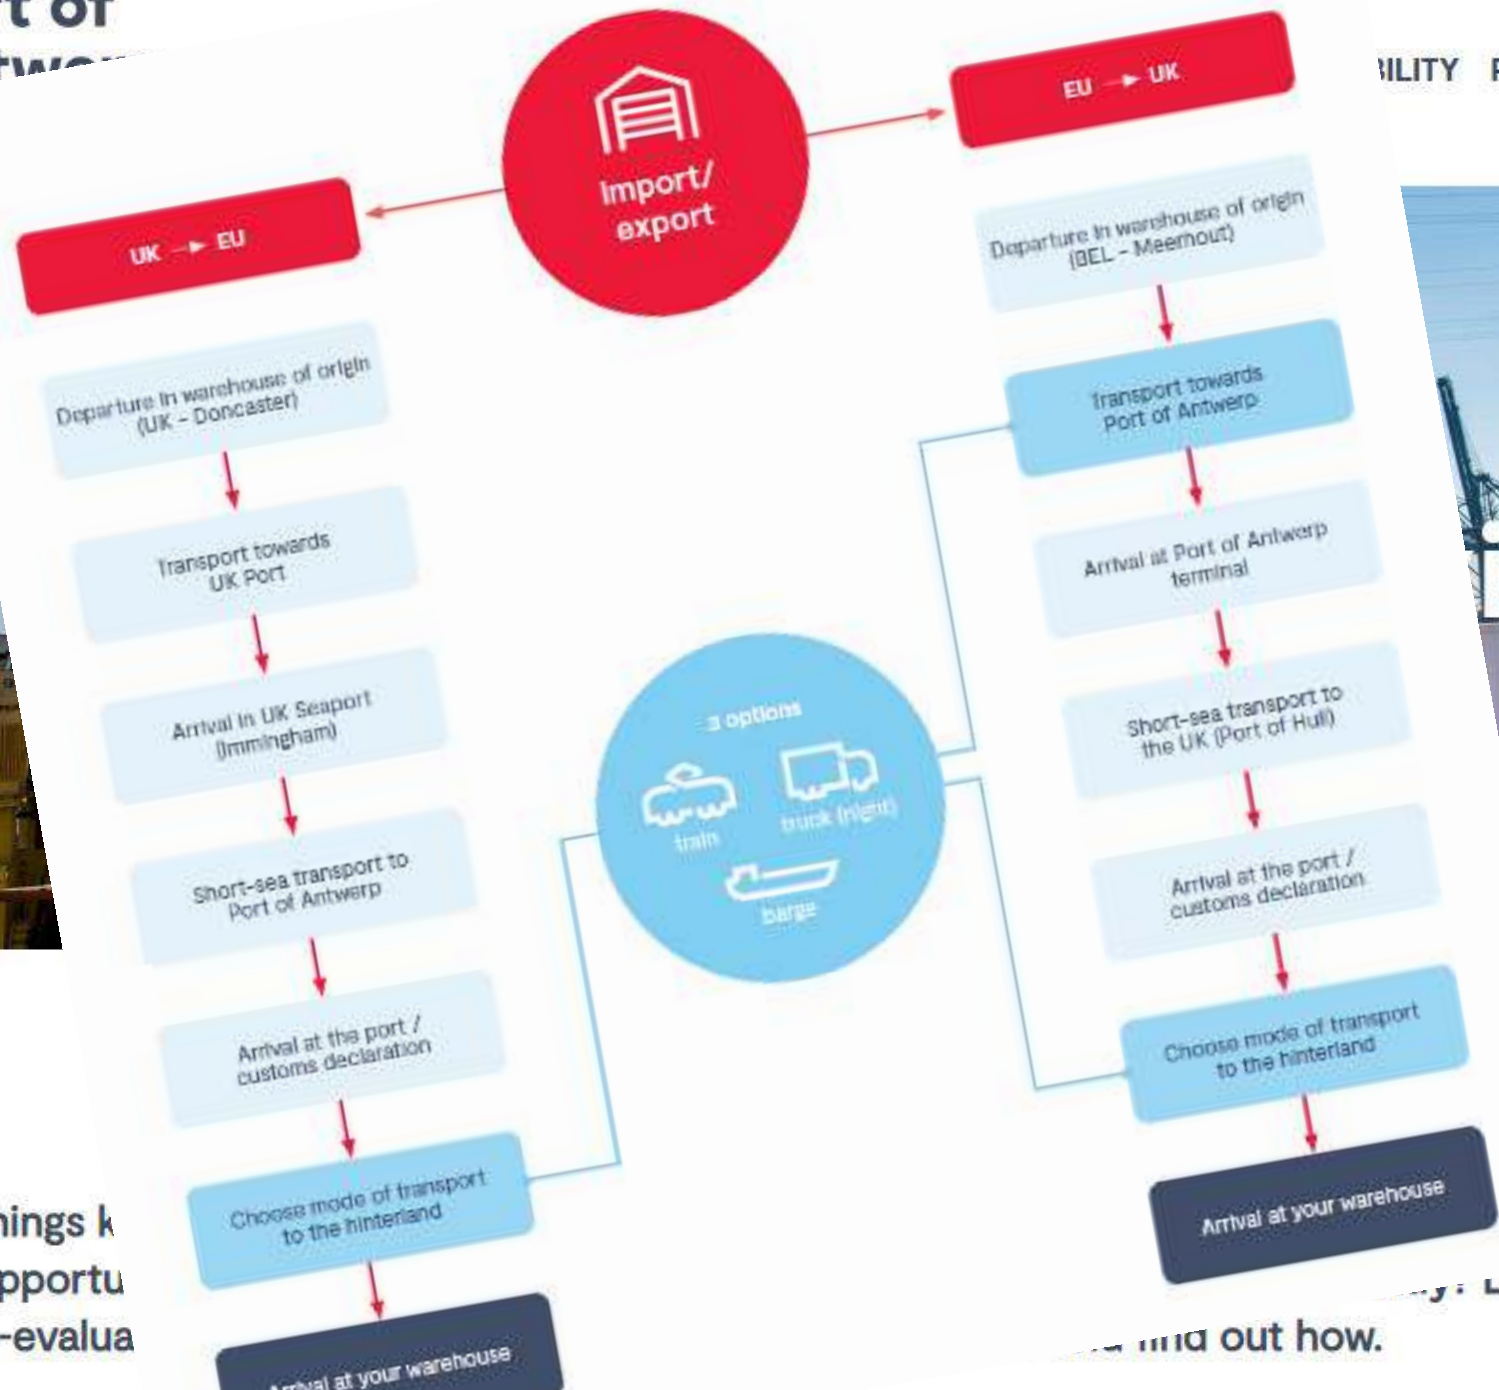 t of
BILITY
Import/
export
EU → UK
UK → EU
Departure in warehouse of origin
(UK - Doncaster)
Transport towards
UK Port
Arrival in UK Seaport
(Immingham)
Short-sea transport to
Port of Antwerp
Arrival at the port /
customs declaration
Choose mode of transport
to the hinterland
Arrival at your warehouse
3 options
train
truck (night)
barge
Departure in warehouse of origin
(BEL - Meerhout)
Transport towards
Port of Antwerp
Arrival at Port of Antwerp
terminal
Short-sea transport to
the UK (Port of Hull)
Arrival at the port /
customs declaration
Choose mode of transport
to the hinterland
Arrival at your warehouse
nings k
pportu
-evalua
find out how.